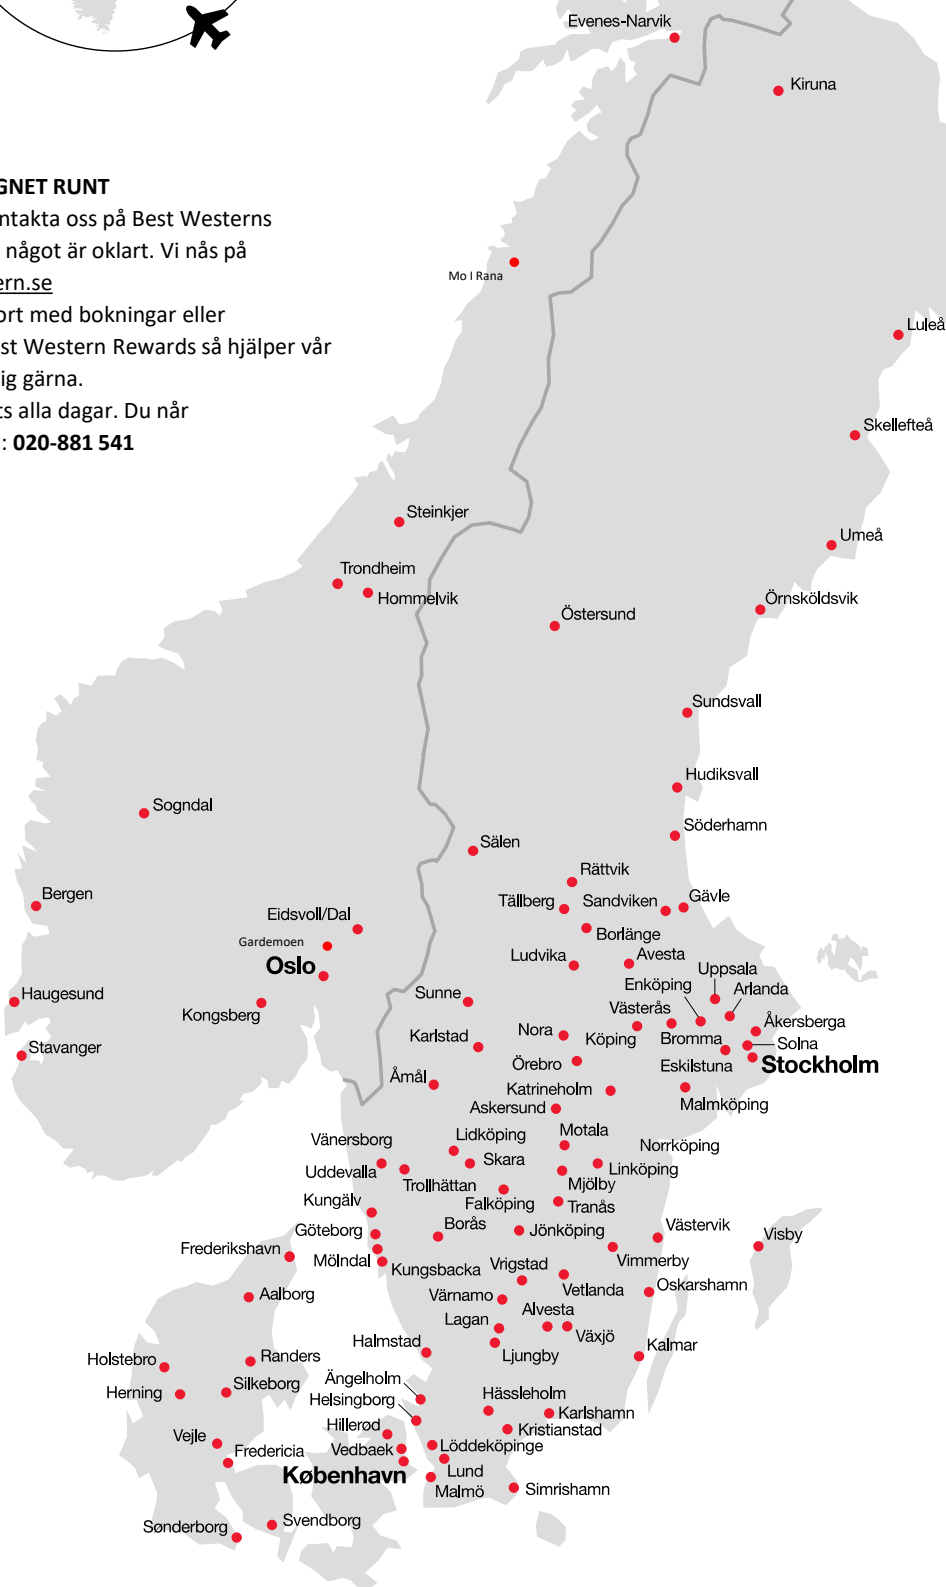 Evenes-Narvik
Kiruna
GNET RUNT
ntakta oss på Best Westerns
något är oklart. Vi nås på
ern.se
ort med bokningar eller
st Western Rewards så hjälper vår
ig gärna.
ts alla dagar. Du når
: 020-881 541
Mo I Rana
Luleå
Skellefteå
Steinkjer
Umeå
Trondheim
Hommelvik
Örnsköldsvik
Östersund
Sundsvall
Hudiksvall
Sogndal
Söderhamn
Sälen
Rättvik
Bergen
Tällberg
Sandviken
Gävle
Eidsvoll/Dal
Borlänge
Gardemoen
Oslo
Ludvika
Avesta
Uppsala
Enköping
Arlanda
Haugesund
Kongsberg
Sunne
Västerås
Åkersberga
Stavanger
Karlstad
Nora
Köping
Bromma
Solna
Örebro
Eskilstuna
Stockholm
Åmål
Katrineholm
Askersund
Malmköping
Vänersborg
Lidköping
Motala
Norrköping
Uddevalla
Skara
Linköping
Trollhättan
Mjölby
Kungälv
Falköping
Tranås
Göteborg
Borås
Jönköping
Västervik
Visby
Frederikshavn
Mölndal
Kungsbacka
Vrigstad
Vimmerby
Aalborg
Värnamo
Vetlanda
Oskarshamn
Lagan
Alvesta
Växjö
Halmstad
Ljungby
Kalmar
Holstebro
Randers
Ängelholm
Herning
Silkeborg
Helsingborg
Hässleholm
Karlshamn
Hillerød
Kristianstad
Vejle
Fredericia
Vedbaek
Löddeköpinge
København
Lund
Malmö
Simrishamn
Sønderborg
Svendborg